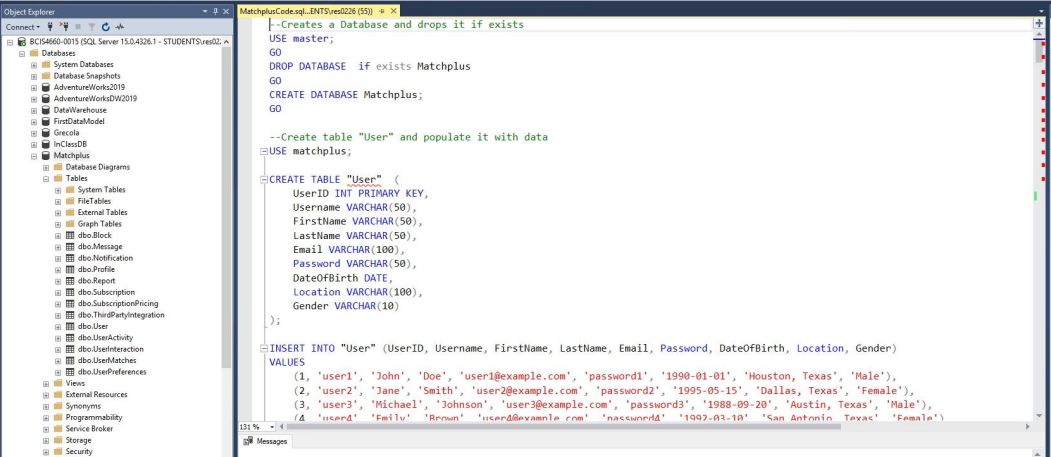 Object Explorer
Connect
BCIS4660-0015 (SQL Server 15.0.4326.1 - STUDENTS\res022
Databases
System Databases
Database Snapshots
AdventureWorks2019
AdventureWorksDW2019
DataWarehouse
FirstDataModel
Grecola
InClassDB
Matchplus
Database Diagrams
Tables
System Tables
FileTables
External Tables
Graph Tables
dbo.Block
dbo.Message
dbo.Notification
dbo.Profile
dbo.Report
dbo.Subscription
dbo.SubscriptionPricing
dbo.ThirdPartyIntegration
dbo.User
dbo.UserActivity
dbo.UserInteraction
dbo.UserMatches
dbo.UserPreferences
Views
External Resources
Synonyms
Programmability
Service Broker
Storage
Security
MatchplusCode.sql...ENTS\res0226 (55))
--Creates a Database and drops it if exists
USE master;
GO
DROP DATABASE  if exists Matchplus
GO
CREATE DATABASE Matchplus;
GO
--Create table "User" and populate it with data
USE matchplus;
CREATE TABLE "User"  (
UserID INT PRIMARY KEY,
Username VARCHAR(50),
FirstName VARCHAR(50),
LastName VARCHAR(50),
Email VARCHAR(100),
Password VARCHAR(50),
DateOfBirth DATE,
Location VARCHAR(100),
Gender VARCHAR(10)
);
INSERT INTO "User" (UserID, Username, FirstName, LastName, Email, Password, DateOfBirth, Location, Gender)
VALUES
(1, 'user1', 'John', 'Doe', 'user1@example.com', 'password1', '1990-01-01', 'Houston, Texas', 'Male'),
(2, 'user2', 'Jane', 'Smith', 'user2@example.com', 'password2', '1995-05-15', 'Dallas, Texas', 'Female'),
(3, 'user3', 'Michael', 'Johnson', 'user3@example.com', 'password3', '1988-09-20', 'Austin, Texas', 'Male'),
(4, 'user4', 'Emily', 'Brown', 'user4@example.com', 'password4', '1992-03-10', 'San Antonio, Texas', 'Female')
131 %
Messages